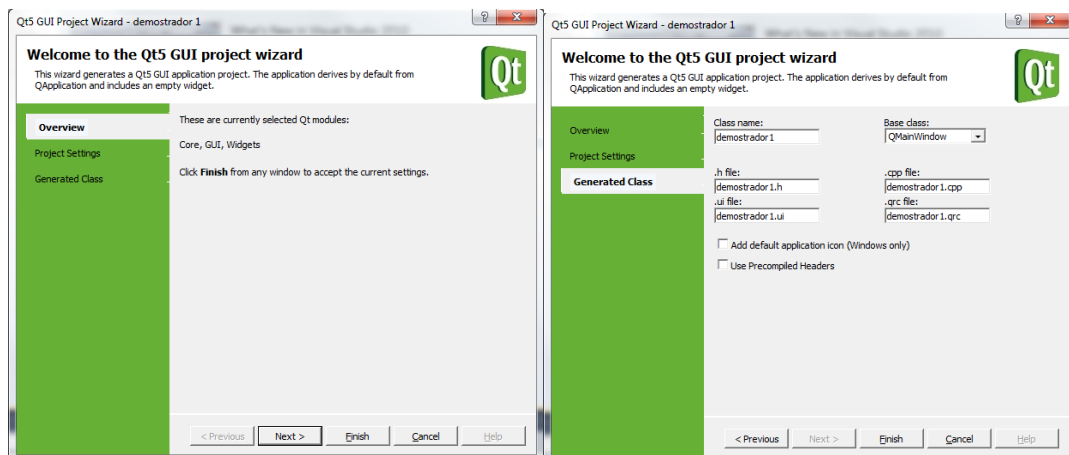 Qt5 GUI Project Wizard - demostrador 1
Welcome to the Qt5 GUI project wizard
This wizard generates a Qt5 GUI application project. The application derives by default from
QApplication and includes an empty widget.
Qt
Overview
Project Settings
Generated Class
These are currently selected Qt modules:
Core, GUI, Widgets
Click Finish from any window to accept the current settings.
< Previous
Next >
Finish
Cancel
Help
Qt5 GUI Project Wizard - demostrador 1
Welcome to the Qt5 GUI project wizard
This wizard generates a Qt5 GUI application project. The application derives by default from
QApplication and includes an empty widget.
Qt
Overview
Project Settings
Generated Class
Class name:
demostrador1
Base class:
QMainWindow
.h file:
demostrador1.h
.cpp file:
demostrador1.cpp
.ui file:
demostrador1.ui
.qrc file:
demostrador1.qrc
Add default application icon (Windows only)
Use Precompiled Headers
< Previous
Next >
Finish
Cancel
Help